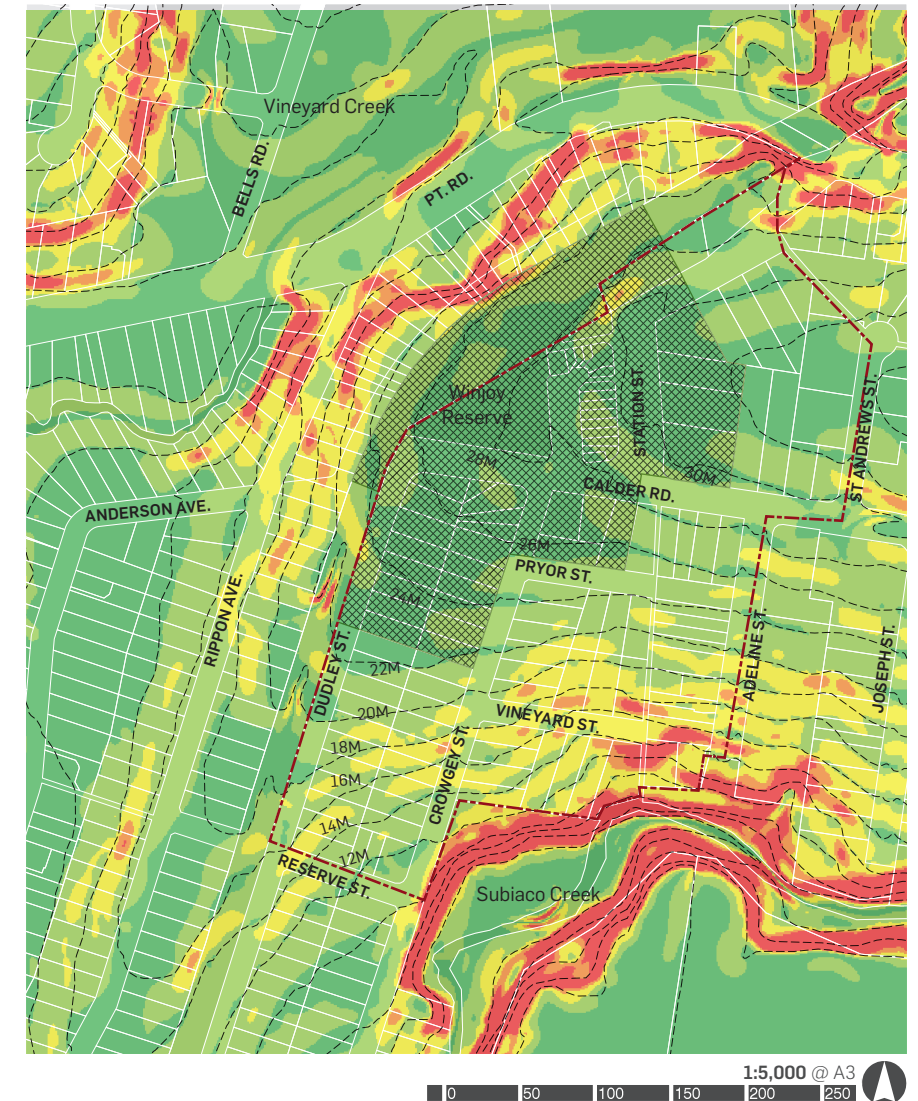 Vineyard Creek
BELLS RD.
PT. RD.
Winjoy
Reserve
STATION ST.
28M
30M
CALDER RD.
ST ANDREWS ST.
ANDERSON AVE.
26M
PRYOR ST.
24M
RIPPON AVE.
DUDLEY ST.
22M
ADELINE ST.
JOSEPH ST.
20M
VINEYARD ST.
18M
CROWGEY ST.
16M
14M
12M
RESERVE ST.
Subiaco Creek
1:5,000 @ A3
0 50 100 150 200 250